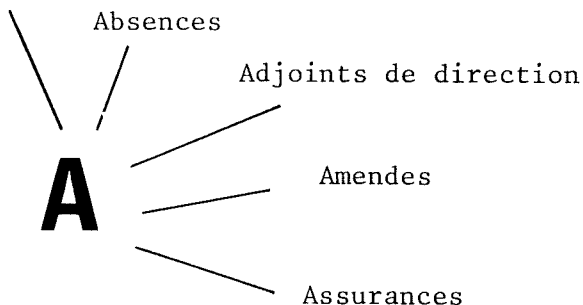 Absences
Adjoints de direction
A
Amendes
Assurances